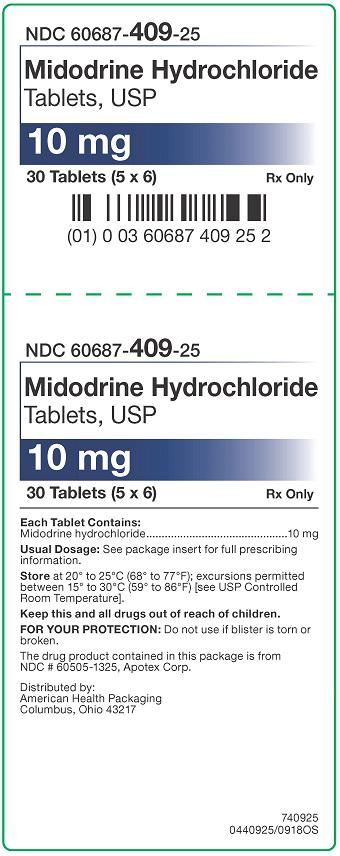 NDC 60687-409-25
Midodrine Hydrochloride
Tablets, USP
10 mg
30 Tablets (5 x 6) Rx Only
(01) 0 03 60687 409 25 2
NDC 60687-409-25
Midodrine Hydrochloride
Tablets, USP
10 mg
30 Tablets (5 x 6) Rx Only
Each Tablet Contains:
Midodrine hydrochloride............................................10 mg
Usual Dosage: See package insert for full prescribing
information.
Store at 20° to 25°C (68° to 77°F); excursions permitted
between 15° to 30°C (59° to 86°F) [see USP Controlled
Room Temperature].
Keep this and all drugs out of reach of children.
FOR YOUR PROTECTION: Do not use if blister is torn or
broken.
The drug product contained in this package is from
NDC # 60505-1325, Apotex Corp.
Distributed by:
American Health Packaging
Columbus, Ohio 43217
740925
0440925/0918OS